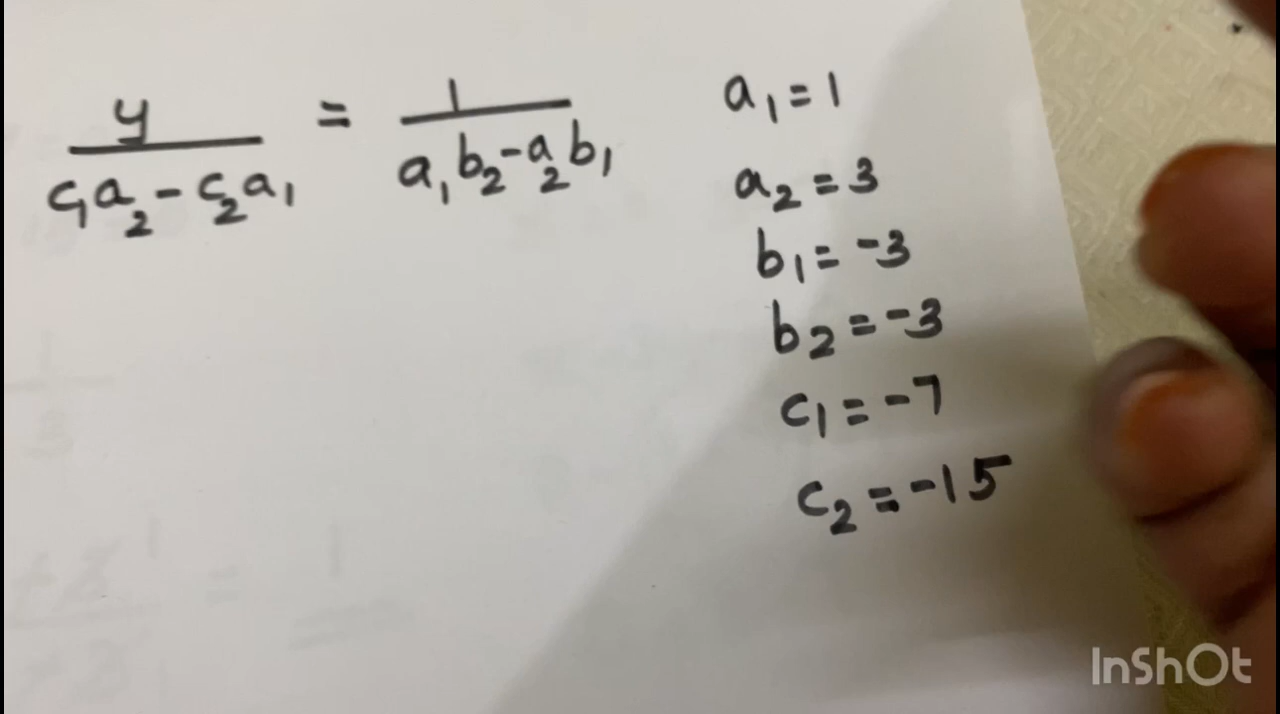 y/(c₁a₂-c₂a₁) = 1/(a₁b₂-a₂b₁)
a₁=1
a₂=3
b₁=-3
b₂=-3
c₁=-7
c₂=-15
InShOt